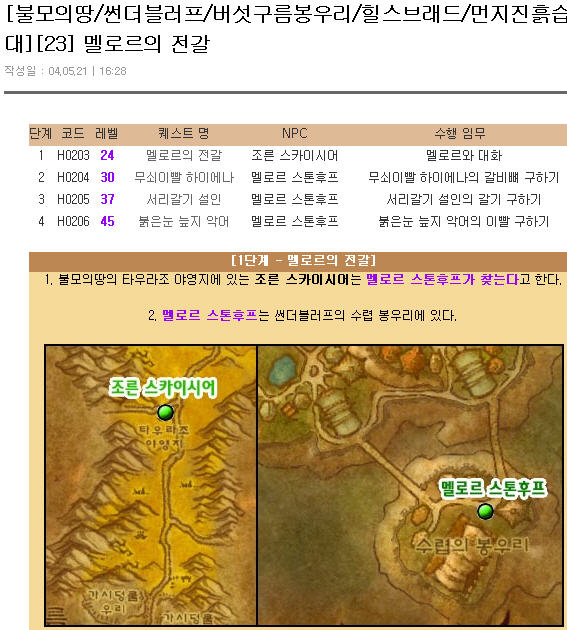 [불모의땅/썬더블러프/버섯구름봉우리/힐스브래드/먼지진흙습
대][23] 멜로르의 전갈
작성일 : 04,05,21 | 16:28
단계 코드 레벨 퀘스트 명 NPC 수행 임무
1 H0203 24 멜로르의 전갈 조른 스카이시어 멜로르와 대화
2 H0204 30 무쇠이빨 하이에나 멜로르 스톤후프 무쇠이빨 하이에나의 갈비뼈 구하기
3 H0205 37 서리갈기 설인 멜로르 스톤후프 서리갈기 설인의 갈기 구하기
4 H0206 45 붉은눈 늪지 악어 멜로르 스톤후프 붉은눈 늪지 악어의 이빨 구하기
[1단계 - 멜로르의 전갈]
1. 불모의땅의 타우라조 야영지에 있는 조른 스카이시어는 멜로르 스톤후프가 찾는다고 한다.
2. 멜로르 스톤후프는 썬더블러프의 수렵 봉우리에 있다.
조른 스카이시어
타우라조
야영지
멜로르 스톤후프
수렵의 봉우리
가시덩굴
우리
가시덩굴